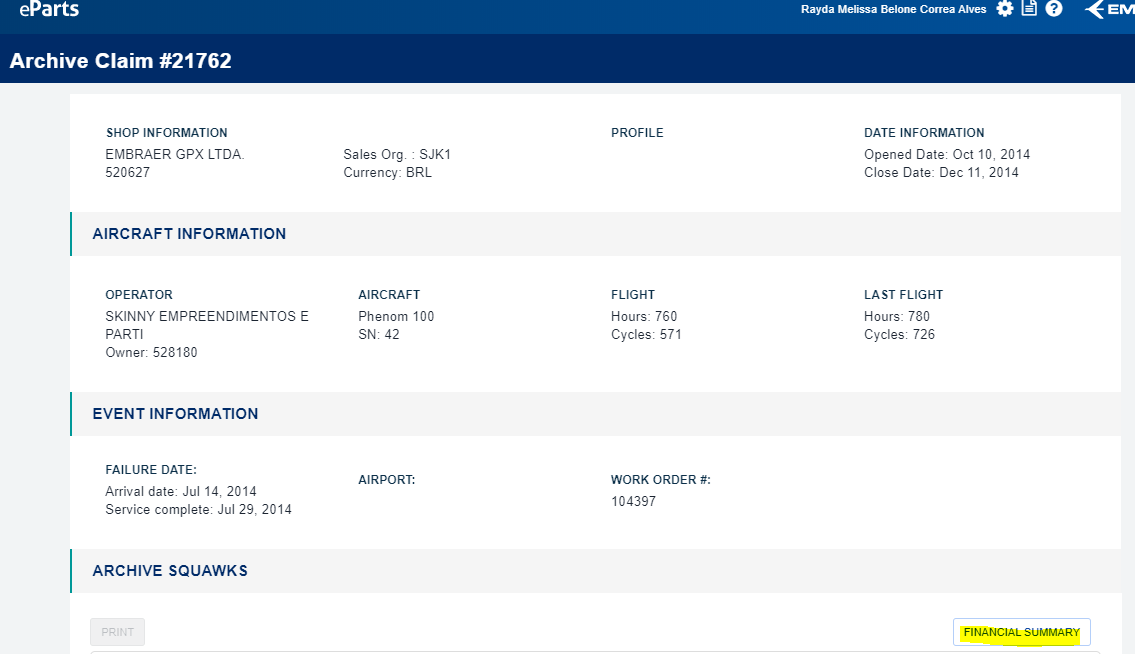 eParts
Rayda Melissa Belone Correa Alves
Archive Claim #21762
SHOP INFORMATION
EMBRAER GPX LTDA.
520627
Sales Org. : SJK1
Currency: BRL
PROFILE
DATE INFORMATION
Opened Date: Oct 10, 2014
Close Date: Dec 11, 2014
AIRCRAFT INFORMATION
OPERATOR
SKINNY EMPREENDIMENTOS E
PARTI
Owner: 528180
AIRCRAFT
Phenom 100
SN: 42
FLIGHT
Hours: 760
Cycles: 571
LAST FLIGHT
Hours: 780
Cycles: 726
EVENT INFORMATION
FAILURE DATE:
Arrival date: Jul 14, 2014
Service complete: Jul 29, 2014
AIRPORT:
WORK ORDER #:
104397
ARCHIVE SQUAWKS
PRINT
FINANCIAL SUMMARY